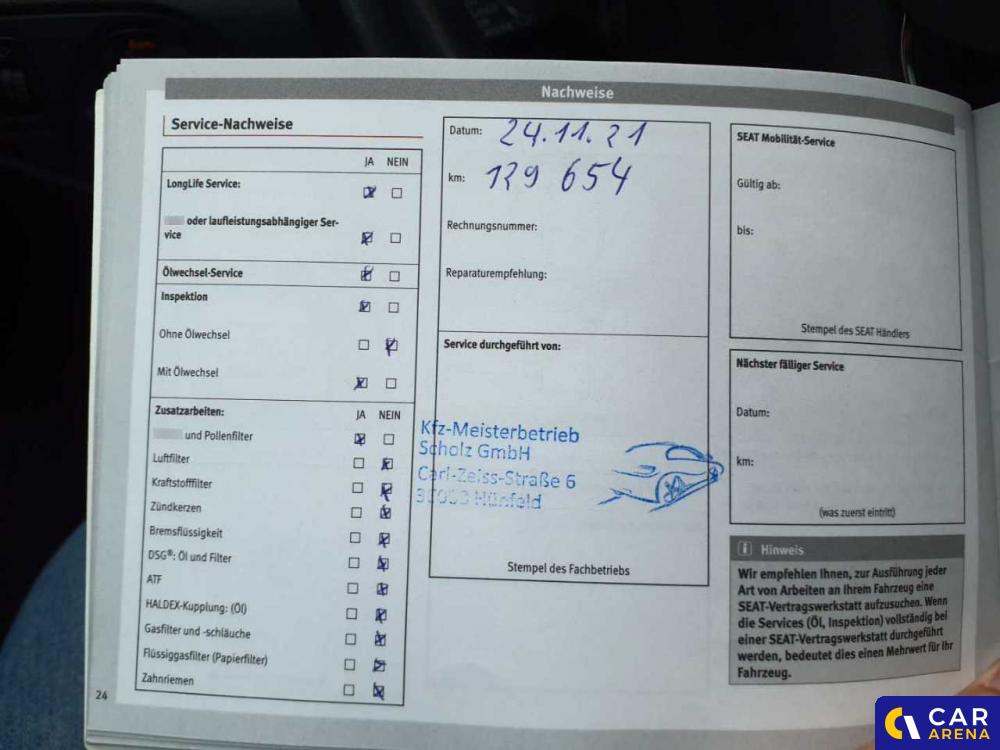 Nachweise
Service-Nachweise
JA NEIN
LongLife Service:
oder laufleistungsabhängiger Ser-
vice
Ölwechsel-Service
Inspektion
Ohne Ölwechsel
Mit Ölwechsel
Zusatzarbeiten: JA NEIN
und Pollenfilter
Luftfilter
Kraftstofffilter
Zündkerzen
Bremsflüssigkeit
DSG®: Öl und Filter
ATF
HALDEX-Kupplung: (Öl)
Gasfilter und -schläuche
Flüssiggasfilter (Papierfilter)
Zahnriemen
24
Datum: 24.11.21
km: 139 654
Rechnungsnummer:
Reparaturempfehlung:
Service durchgeführt von:
Kfz-Meisterbetrieb
Scholz GmbH
Carl-Zeiss-Straße 6
Hünfeld
Stempel des Fachbetriebs
SEAT Mobilität-Service
Gültig ab:
bis:
Stempel des SEAT Händlers
Nächster fälliger Service
Datum:
km:
(was zuerst eintritt)
i Hinweis
Wir empfehlen Ihnen, zur Ausführung jeder
Art von Arbeiten an Ihrem Fahrzeug eine
SEAT-Vertragswerkstatt aufzusuchen. Wenn
die Services (Öl, Inspektion) vollständig bei
einer SEAT-Vertragswerkstatt durchgeführt
werden, bedeutet dies einen Mehrwert für Ihr
Fahrzeug.
CAR
ARENA